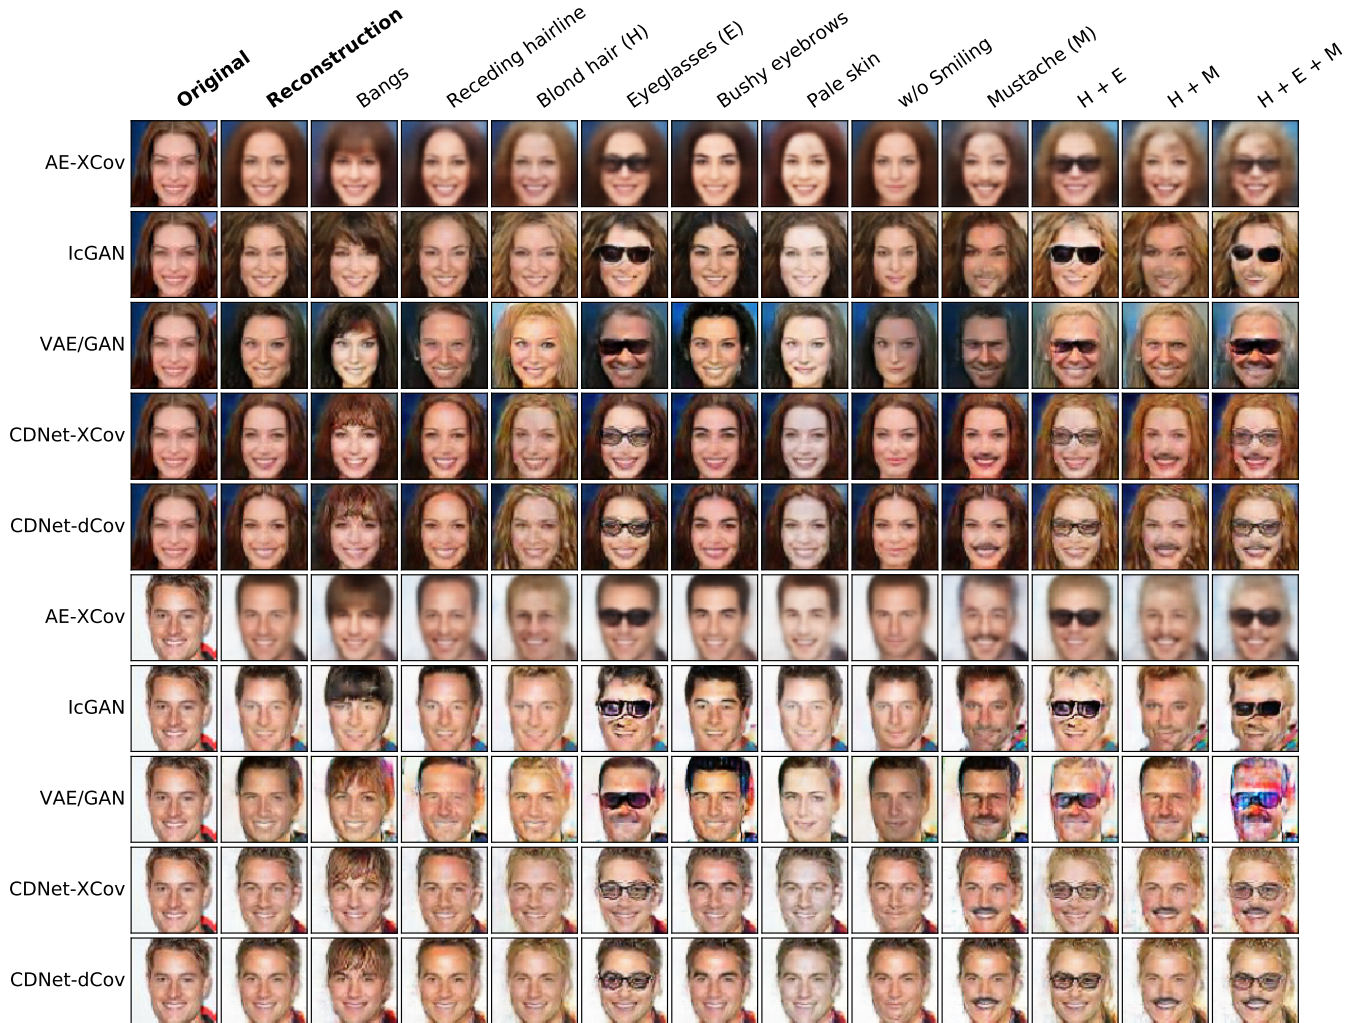 Original
Reconstruction
Bangs
Receding hairline
Blond hair (H)
Eyeglasses (E)
Bushy eyebrows
Pale skin
w/o Smiling
Mustache (M)
H + E
H + M
H + E + M
AE-XCov
IcGAN
VAE/GAN
CDNet-XCov
CDNet-dCov
AE-XCov
IcGAN
VAE/GAN
CDNet-XCov
CDNet-dCov